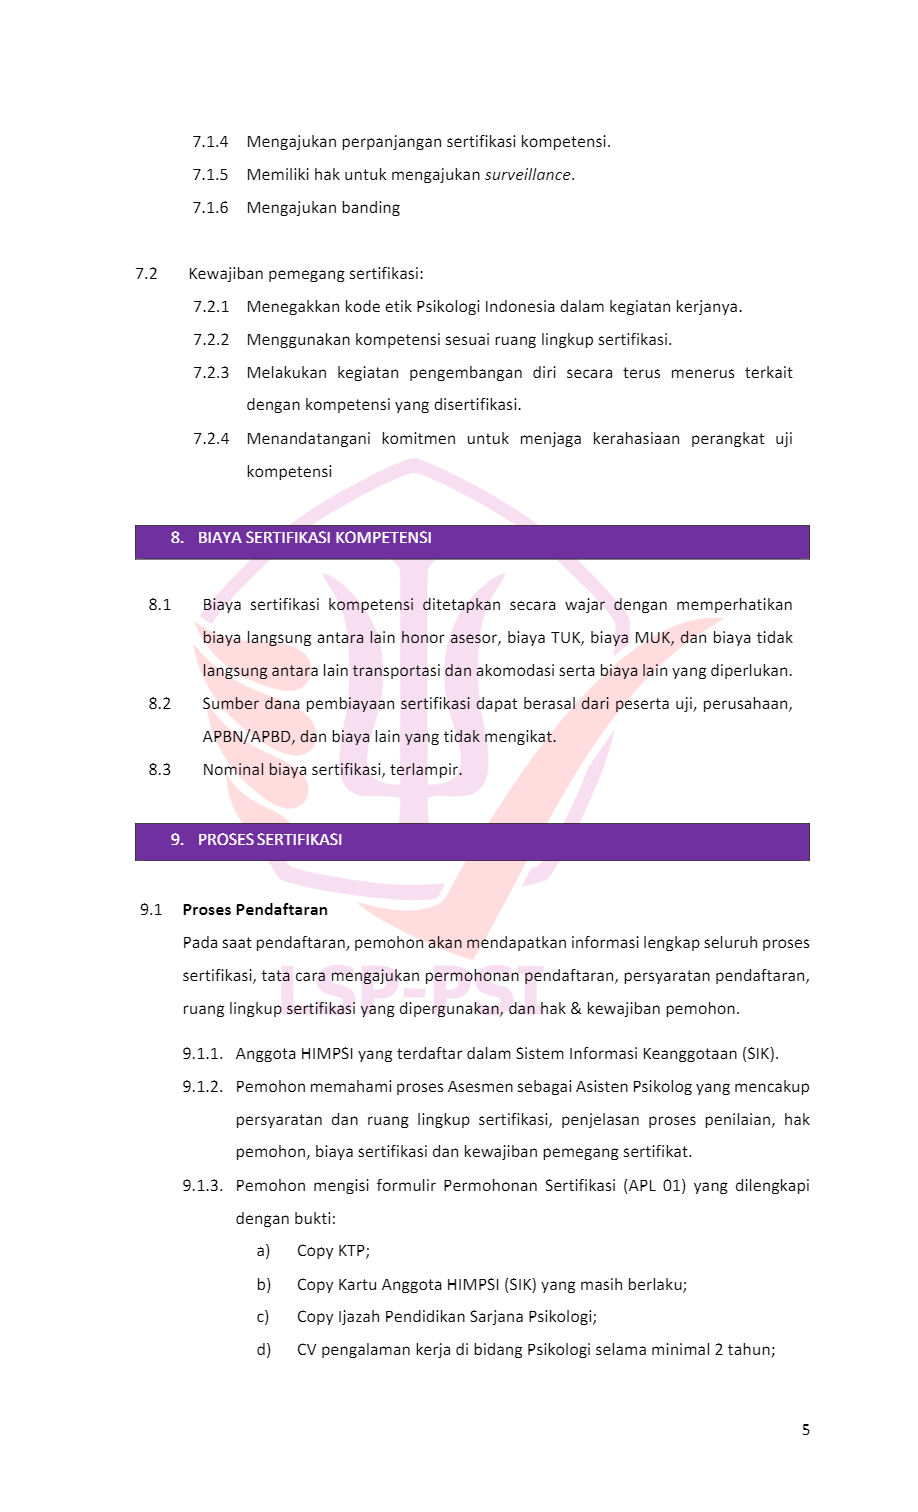 7.1.4 Mengajukan perpanjangan sertifikasi kompetensi.
7.1.5 Memiliki hak untuk mengajukan surveillance.
7.1.6 Mengajukan banding
7.2 Kewajiban pemegang sertifikasi:
7.2.1 Menegakkan kode etik Psikologi Indonesia dalam kegiatan kerjanya.
7.2.2 Menggunakan kompetensi sesuai ruang lingkup sertifikasi.
7.2.3 Melakukan kegiatan pengembangan diri secara terus menerus terkait
dengan kompetensi yang disertifikasi.
7.2.4 Menandatangani komitmen untuk menjaga kerahasiaan perangkat uji
kompetensi
8. BIAYA SERTIFIKASI KOMPETENSI
8.1 Biaya sertifikasi kompetensi ditetapkan secara wajar dengan memperhatikan
biaya langsung antara lain honor asesor, biaya TUK, biaya MUK, dan biaya tidak
langsung antara lain transportasi dan akomodasi serta biaya lain yang diperlukan.
8.2 Sumber dana pembiayaan sertifikasi dapat berasal dari peserta uji, perusahaan,
APBN/APBD, dan biaya lain yang tidak mengikat.
8.3 Nominal biaya sertifikasi, terlampir.
9. PROSES SERTIFIKASI
9.1 Proses Pendaftaran
Pada saat pendaftaran, pemohon akan mendapatkan informasi lengkap seluruh proses
sertifikasi, tata cara mengajukan permohonan pendaftaran, persyaratan pendaftaran,
LSP-PSI
ruang lingkup sertifikasi yang dipergunakan, dan hak & kewajiban pemohon.
9.1.1. Anggota HIMPSI yang terdaftar dalam Sistem Informasi Keanggotaan (SIK).
9.1.2. Pemohon memahami proses Asesmen sebagai Asisten Psikolog yang mencakup
persyaratan dan ruang lingkup sertifikasi, penjelasan proses penilaian, hak
pemohon, biaya sertifikasi dan kewajiban pemegang sertifikat.
9.1.3. Pemohon mengisi formulir Permohonan Sertifikasi (APL 01) yang dilengkapi
dengan bukti:
a) Copy KTP;
b) Copy Kartu Anggota HIMPSI (SIK) yang masih berlaku;
c) Copy Ijazah Pendidikan Sarjana Psikologi;
d) CV pengalaman kerja di bidang Psikologi selama minimal 2 tahun;
5